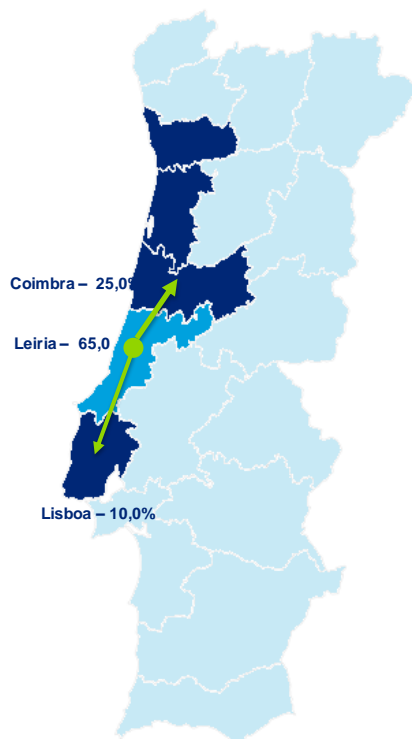 Coimbra – 25,0%
Leiria – 65,0
Lisboa – 10,0%